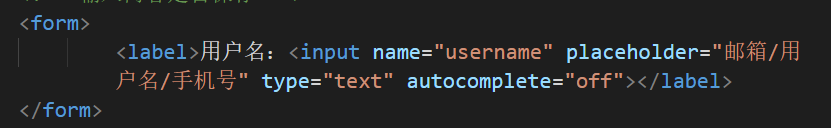 <form>
<label>用户名：<input name="username" placeholder="邮箱/用
户名/手机号" type="text" autocomplete="off"></label>
</form>